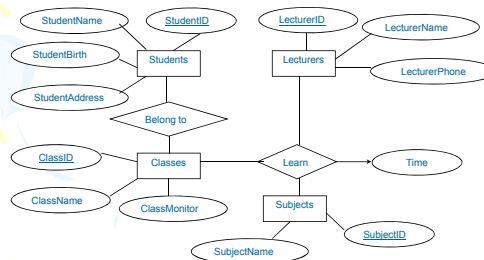 StudentName
StudentID
LecturerID
LecturerName
StudentBirth
Students
Lecturers
LecturerPhone
StudentAddress
Belong to
ClassID
Classes
Learn
Time
ClassName
ClassMonitor
Subjects
SubjectID
SubjectName